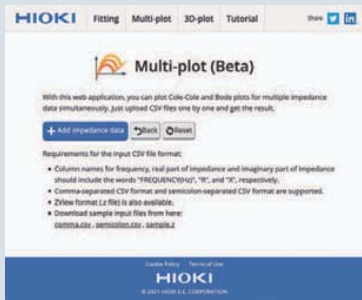 HIOKI Fitting Multi-plot 3D-plot Tutorial Share
Multi-plot (Beta)
With this web application, you can plot Cole-Cole and Bode plots for multiple impedance
data simultaneously. Just upload CSV files one by one and get the result.
+ Add impedance data Back Reset
Requirements for the input CSV file format:
• Column names for frequency, real part of impedance and imaginary part of impedance
should include the words "FREQUENCY(Hz)", "R", and "X", respectively.
• Comma-separated CSV format and semicolon-separated CSV format are supported.
• ZView format (.z file) is also available.
• Download sample input files from here:
comma.csv , semicolon.csv , sample.z
Cookie Policy Terms of Use
HIOKI
© 2021 HIOKI E.E. CORPORATION